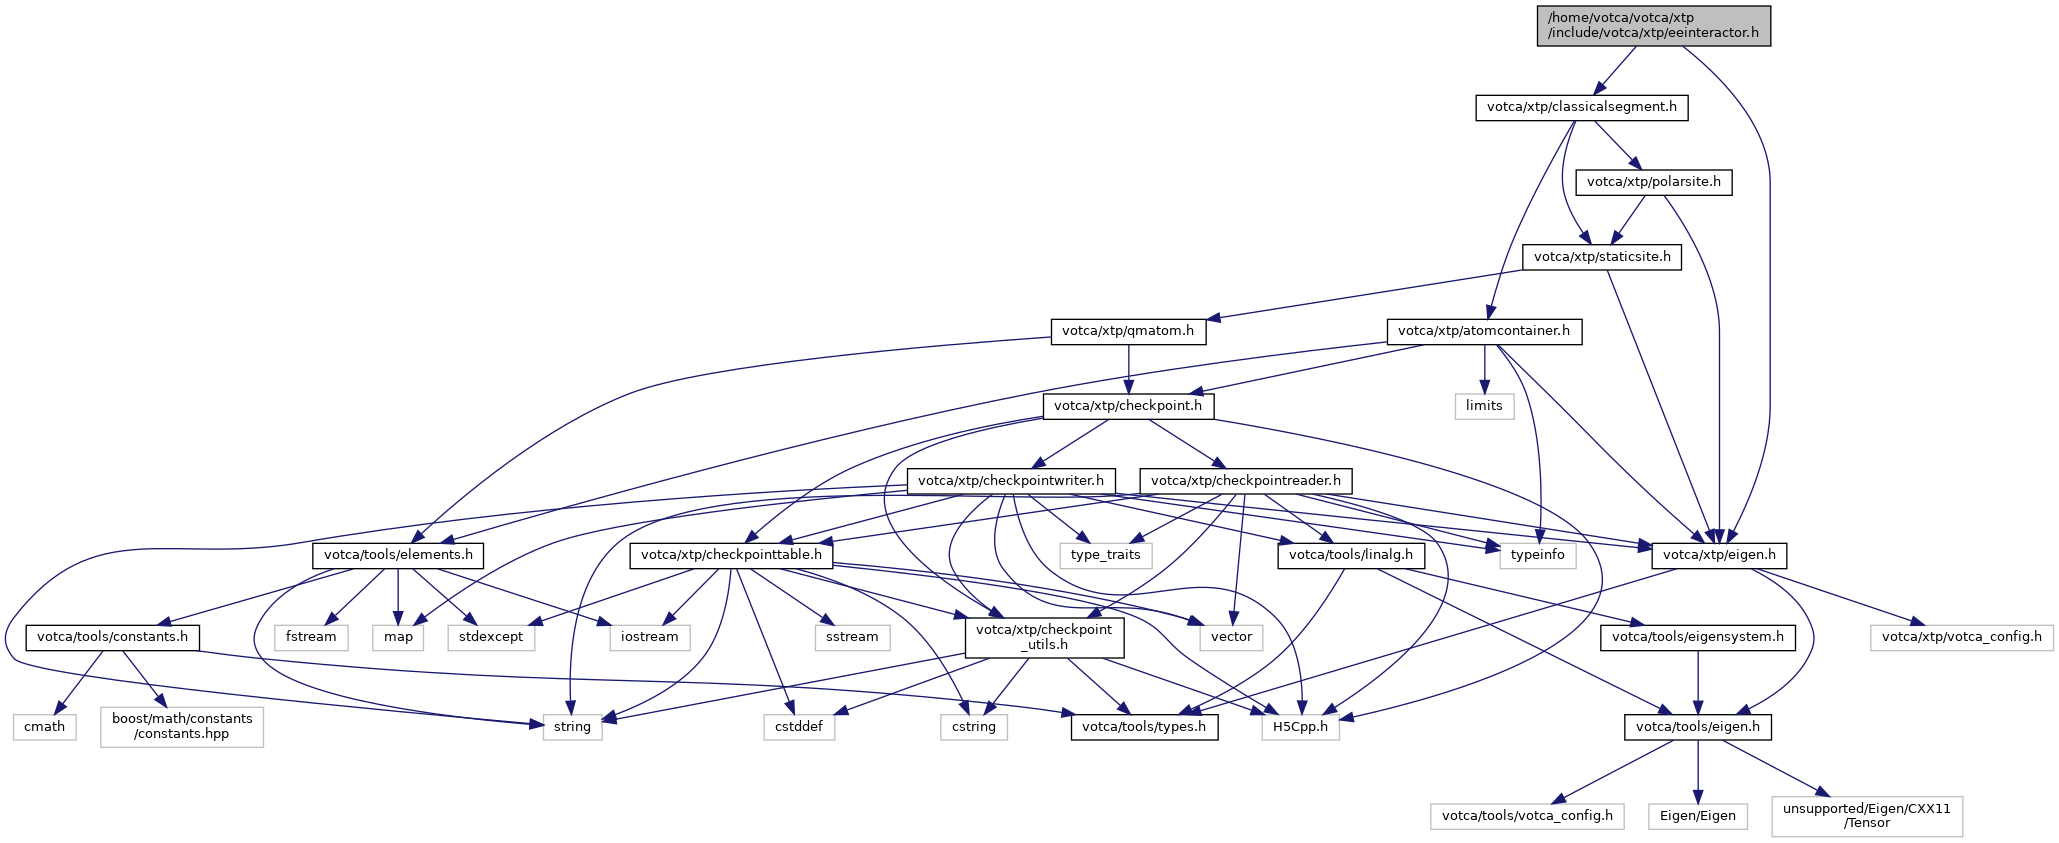 /home/votca/votca/xtp
/include/votca/xtp/eeinteractor.h
votca/xtp/classicalsegment.h
votca/xtp/polarsite.h
votca/xtp/staticsite.h
votca/xtp/qmatom.h
votca/xtp/atomcontainer.h
votca/xtp/checkpoint.h
limits
votca/xtp/checkpointwriter.h
votca/xtp/checkpointreader.h
votca/tools/elements.h
votca/xtp/checkpointtable.h
type_traits
votca/tools/linalg.h
typeinfo
votca/xtp/eigen.h
votca/tools/constants.h
fstream
map
stdexcept
iostream
sstream
votca/xtp/checkpoint
_utils.h
vector
votca/tools/eigensystem.h
votca/xtp/votca_config.h
cmath
boost/math/constants
/constants.hpp
string
cstddef
cstring
votca/tools/types.h
H5Cpp.h
votca/tools/eigen.h
votca/tools/votca_config.h
Eigen/Eigen
unsupported/Eigen/CXX11
/Tensor